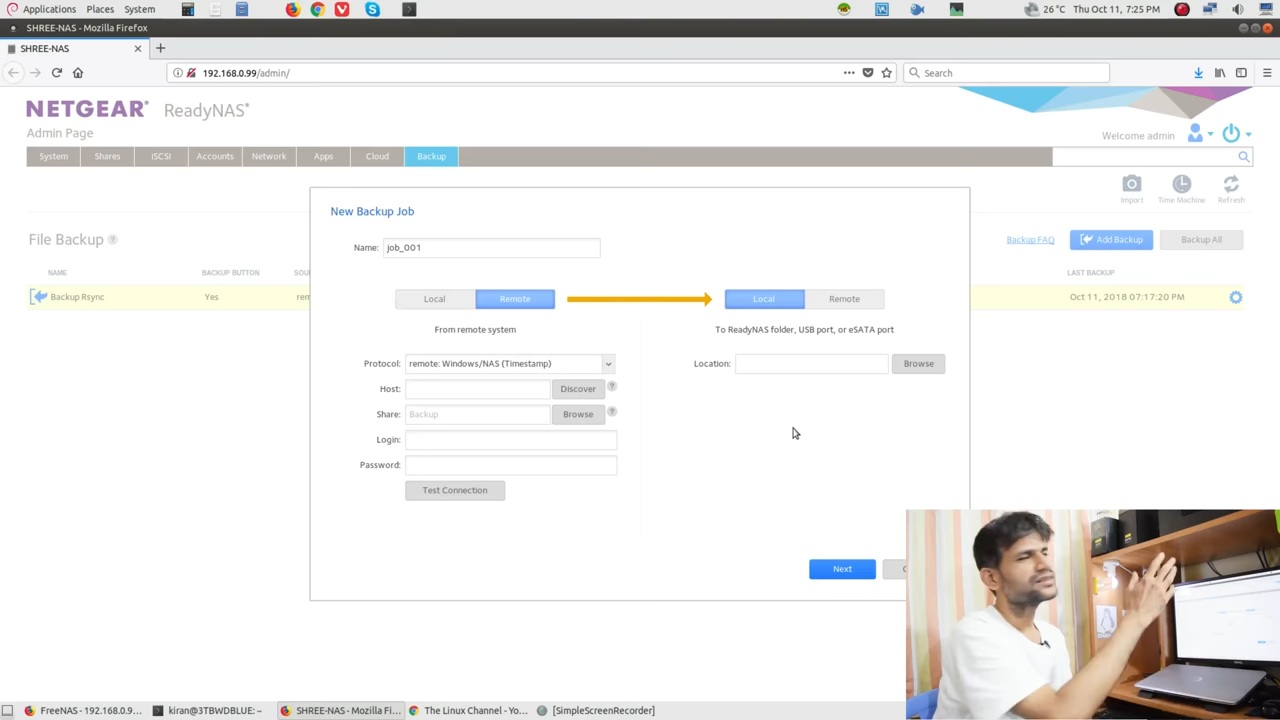 Applications Places System 26 °C Thu Oct 11, 7:25 PM
SHREE-NAS - Mozilla Firefox
SHREE-NAS
192.168.0.99/admin/ Search
NETGEAR® ReadyNAS®
Admin Page Welcome admin
System Shares iSCSI Accounts Network Apps Cloud Backup
Import Time Machine Refresh
File Backup Backup FAQ Add Backup Backup All
NAME BACKUP BUTTON LAST BACKUP
Backup Rsync Yes Oct 11, 2018 07:17:20 PM
New Backup Job
Name: job_001
Local Remote Local Remote
From remote system To ReadyNAS folder, USB port, or eSATA port
Protocol: remote: Windows/NAS (Timestamp) Location: Browse
Host: Discover
Share: Backup Browse
Login:
Password:
Test Connection
Next
FreeNAS - 192.168.0.9... kiran@3TBWDBLUE: ~ SHREE-NAS - Mozilla Fi... The Linux Channel - Yo... [SimpleScreenRecorder]